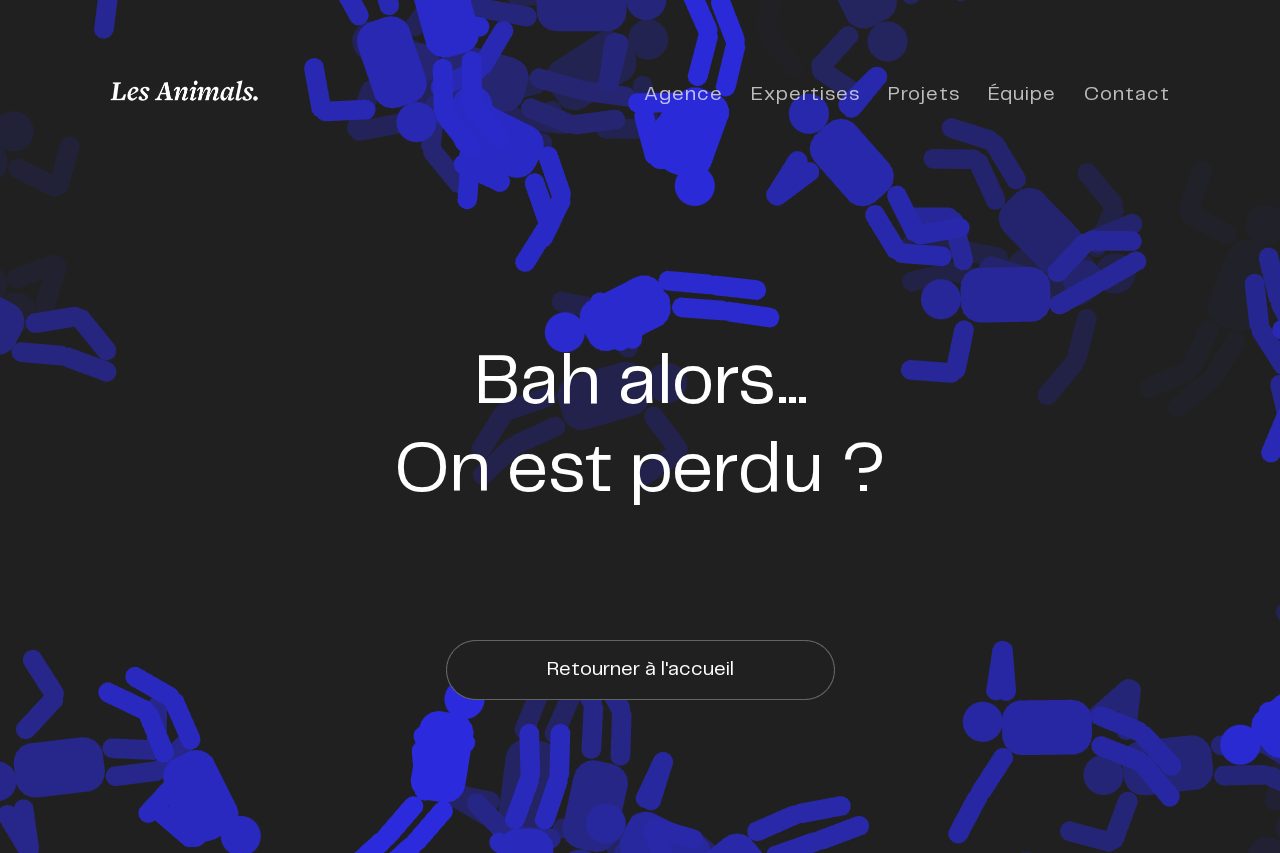 Les Animals.
Agence Expertises Projets Équipe Contact
Bah alors...
On est perdu ?
Retourner à l'accueil